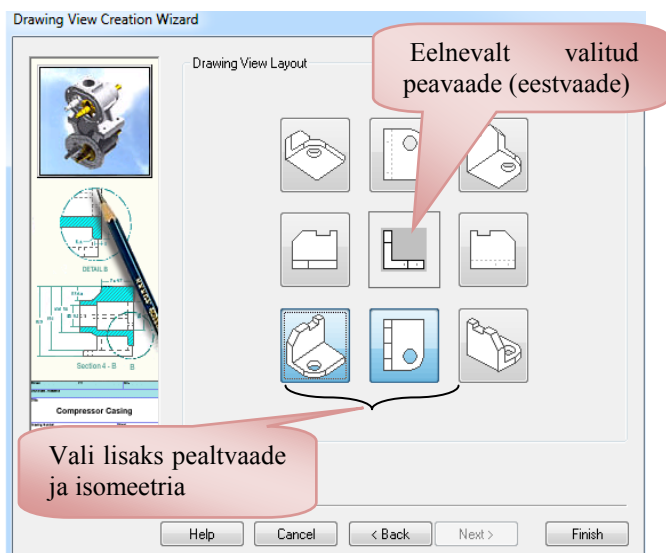 Drawing View Creation Wizard
Drawing View Layout
Eelnevalt valitud
peavaade (eestvaade)
DETAIL B
Section 4 - B
B
Compressor Casing
Vali lisaks pealtvaade
ja isomeetria
Help
Cancel
< Back
Next >
Finish